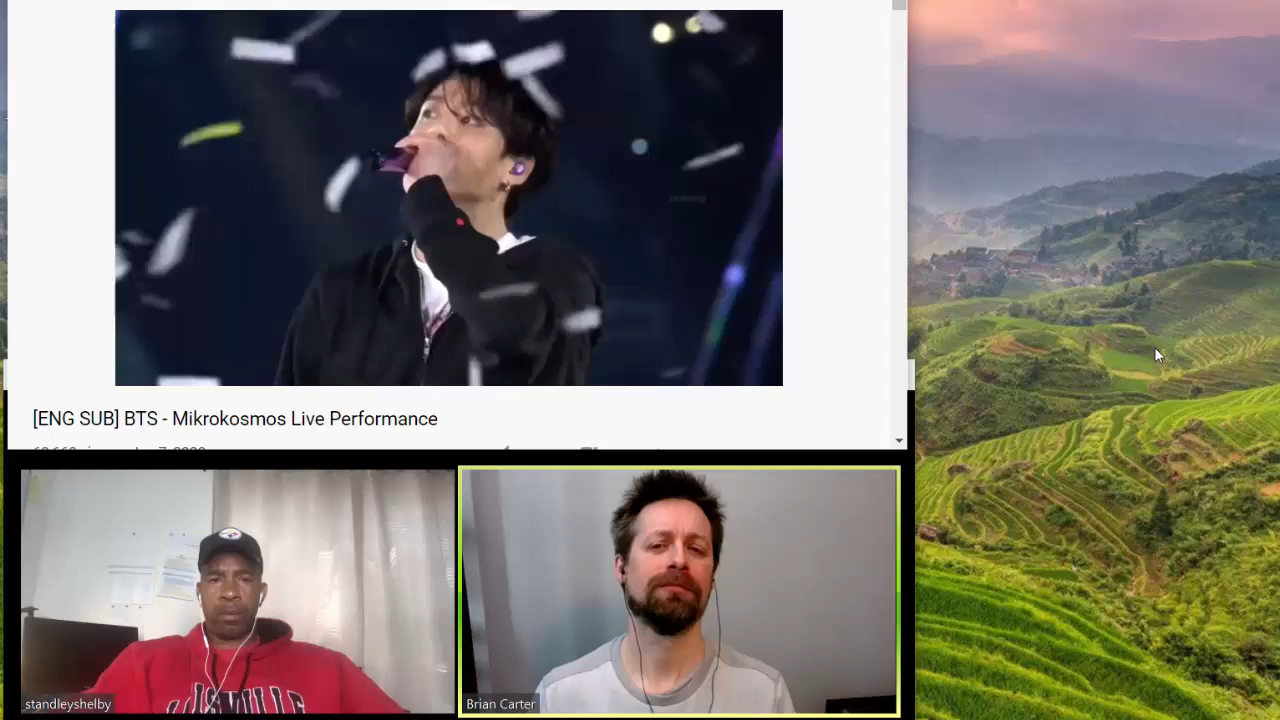 [ENG SUB] BTS - Mikrokosmos Live Performance
standleyshelby
Brian Carter